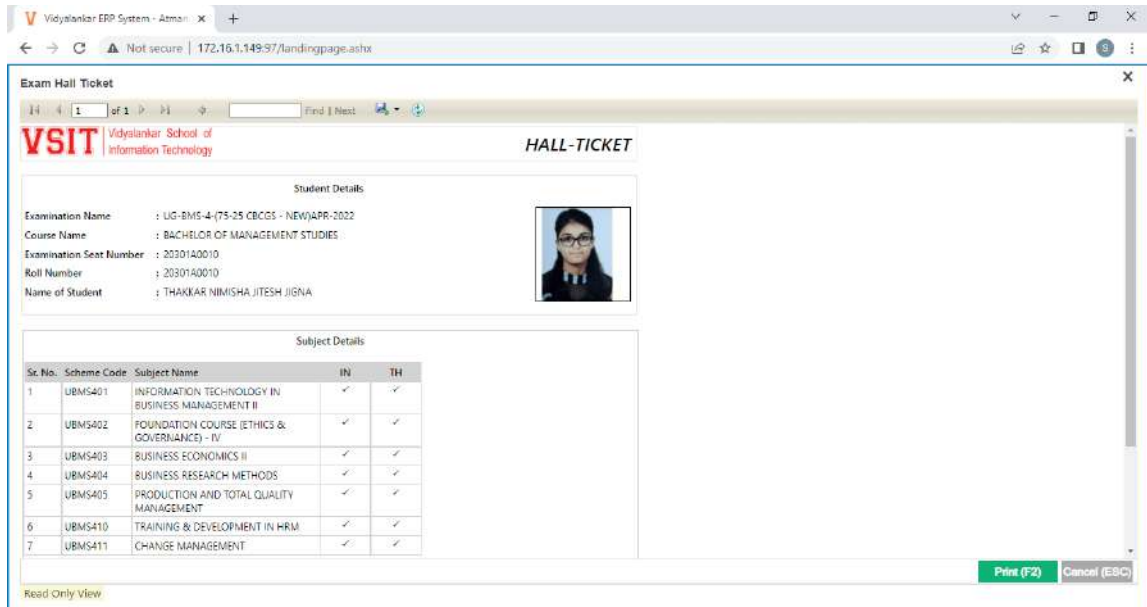 Vidyalankar ERP System - Atman
Not secure | 172.16.1.149:97/landingpage.ashx
S
Exam Hall Ticket
1 of 1 Find | Next
VSIT Vidyalankar School of
Information Technology
HALL-TICKET
Student Details
Examination Name : UG-BMS-4-(75-25 CBCGS - NEW)APR-2022
Course Name : BACHELOR OF MANAGEMENT STUDIES
Examination Seat Number : 20301A0010
Roll Number : 20301A0010
Name of Student : THAKKAR NIMISHA JITESH JIGNA
Subject Details
Sr. No. Scheme Code Subject Name IN TH
1 UBMS401 INFORMATION TECHNOLOGY IN ✓ ✓
BUSINESS MANAGEMENT II
2 UBMS402 FOUNDATION COURSE (ETHICS & ✓ ✓
GOVERNANCE) - IV
3 UBMS403 BUSINESS ECONOMICS II ✓ ✓
4 UBMS404 BUSINESS RESEARCH METHODS ✓ ✓
5 UBMS405 PRODUCTION AND TOTAL QUALITY ✓ ✓
MANAGEMENT
6 UBMS410 TRAINING & DEVELOPMENT IN HRM ✓ ✓
7 UBMS411 CHANGE MANAGEMENT ✓ ✓
Print (F2) Cancel (ESC)
Read Only View